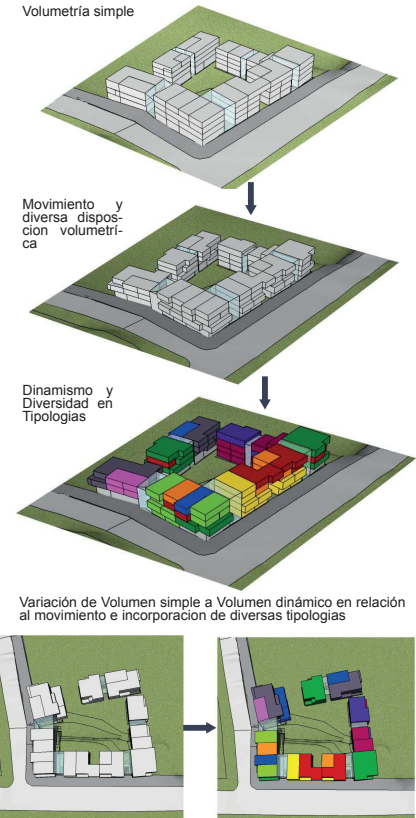 Volumetría simple
Movimiento y
diversa dispos-
cion volumetrí-
ca
Dinamismo y
Diversidad en
Tipologias
Variación de Volumen simple a Volumen dinámico en relación
al movimiento e incorporacion de diversas tipologias